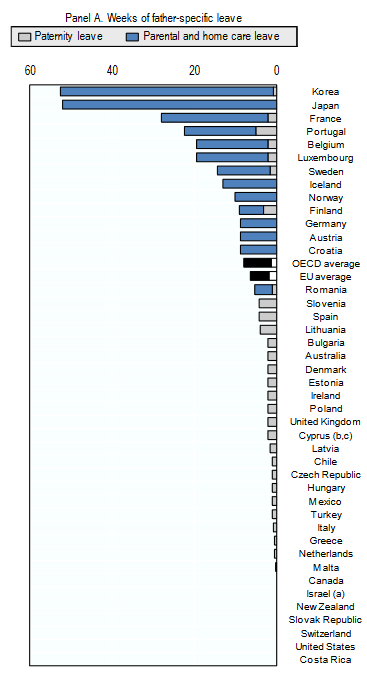 Panel A. Weeks of father-specific leave
Paternity leave Parental and home care leave
60 40 20 0
Korea
Japan
France
Portugal
Belgium
Luxembourg
Sweden
Iceland
Norway
Finland
Germany
Austria
Croatia
OECD average
EU average
Romania
Slovenia
Spain
Lithuania
Bulgaria
Australia
Denmark
Estonia
Ireland
Poland
United Kingdom
Cyprus (b,c)
Latvia
Chile
Czech Republic
Hungary
Mexico
Turkey
Italy
Greece
Netherlands
Malta
Canada
Israel (a)
New Zealand
Slovak Republic
Switzerland
United States
Costa Rica